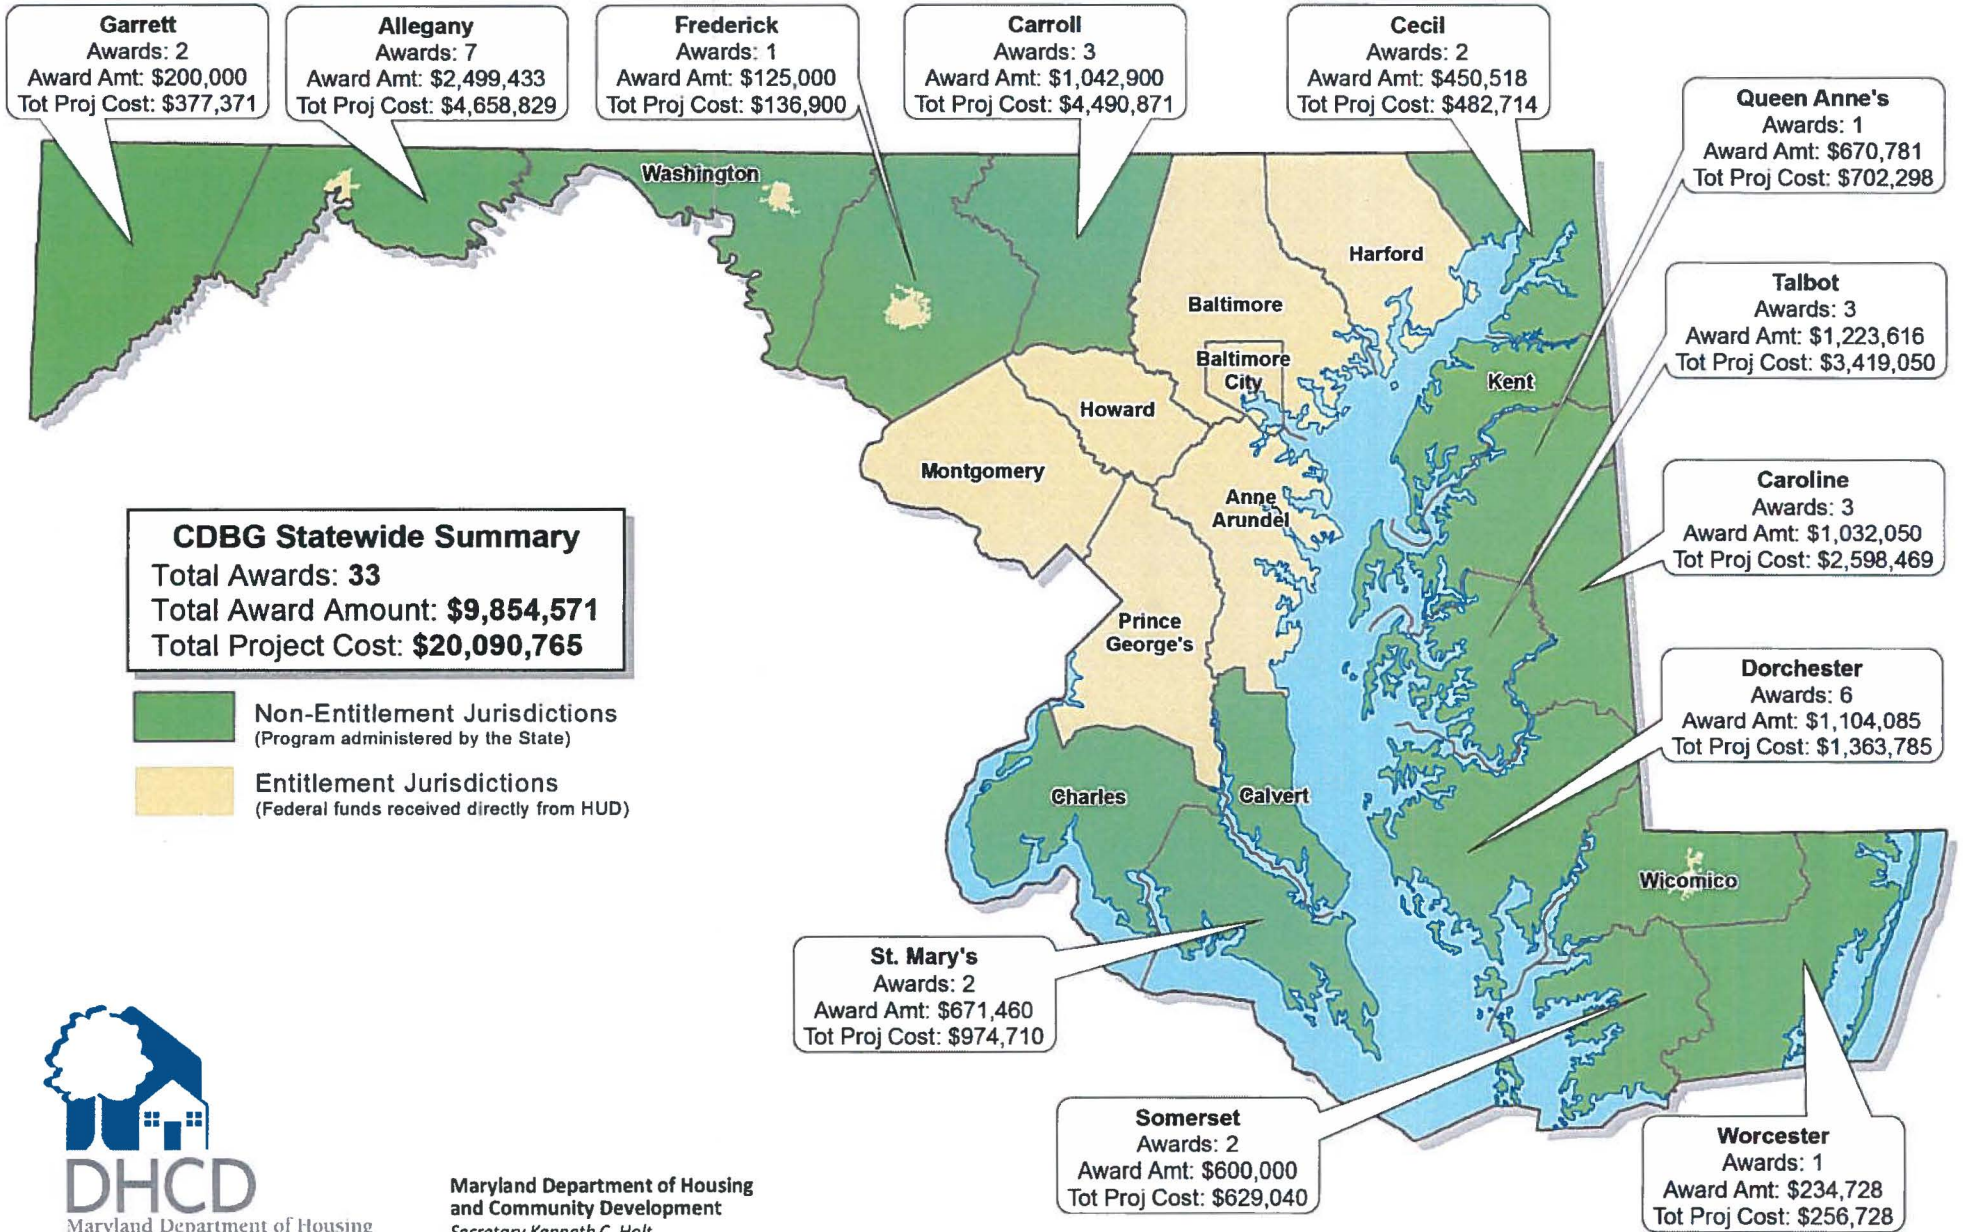 Garrett
Awards: 2
Award Amt: $200,000
Tot Proj Cost: $377,371
Allegany
Awards: 7
Award Amt: $2,499,433
Tot Proj Cost: $4,658,829
Frederick
Awards: 1
Award Amt: $125,000
Tot Proj Cost: $136,900
Carroll
Awards: 3
Award Amt: $1,042,900
Tot Proj Cost: $4,490,871
Cecil
Awards: 2
Award Amt: $450,518
Tot Proj Cost: $482,714
Queen Anne's
Awards: 1
Award Amt: $670,781
Tot Proj Cost: $702,298
Talbot
Awards: 3
Award Amt: $1,223,616
Tot Proj Cost: $3,419,050
Caroline
Awards: 3
Award Amt: $1,032,050
Tot Proj Cost: $2,598,469
Dorchester
Awards: 6
Award Amt: $1,104,085
Tot Proj Cost: $1,363,785
Washington
Harford
Baltimore
Baltimore
City
Kent
Howard
Montgomery
Anne
Arundel
Prince
George's
Charles
Calvert
Wicomico
CDBG Statewide Summary
Total Awards: 33
Total Award Amount: $9,854,571
Total Project Cost: $20,090,765
Non-Entitlement Jurisdictions
(Program administered by the State)
Entitlement Jurisdictions
(Federal funds received directly from HUD)
St. Mary's
Awards: 2
Award Amt: $671,460
Tot Proj Cost: $974,710
Somerset
Awards: 2
Award Amt: $600,000
Tot Proj Cost: $629,040
Worcester
Awards: 1
Award Amt: $234,728
Tot Proj Cost: $256,728
DHCD
Maryland Department of Housing
Maryland Department of Housing
and Community Development
Secretary Kenneth C. Holt